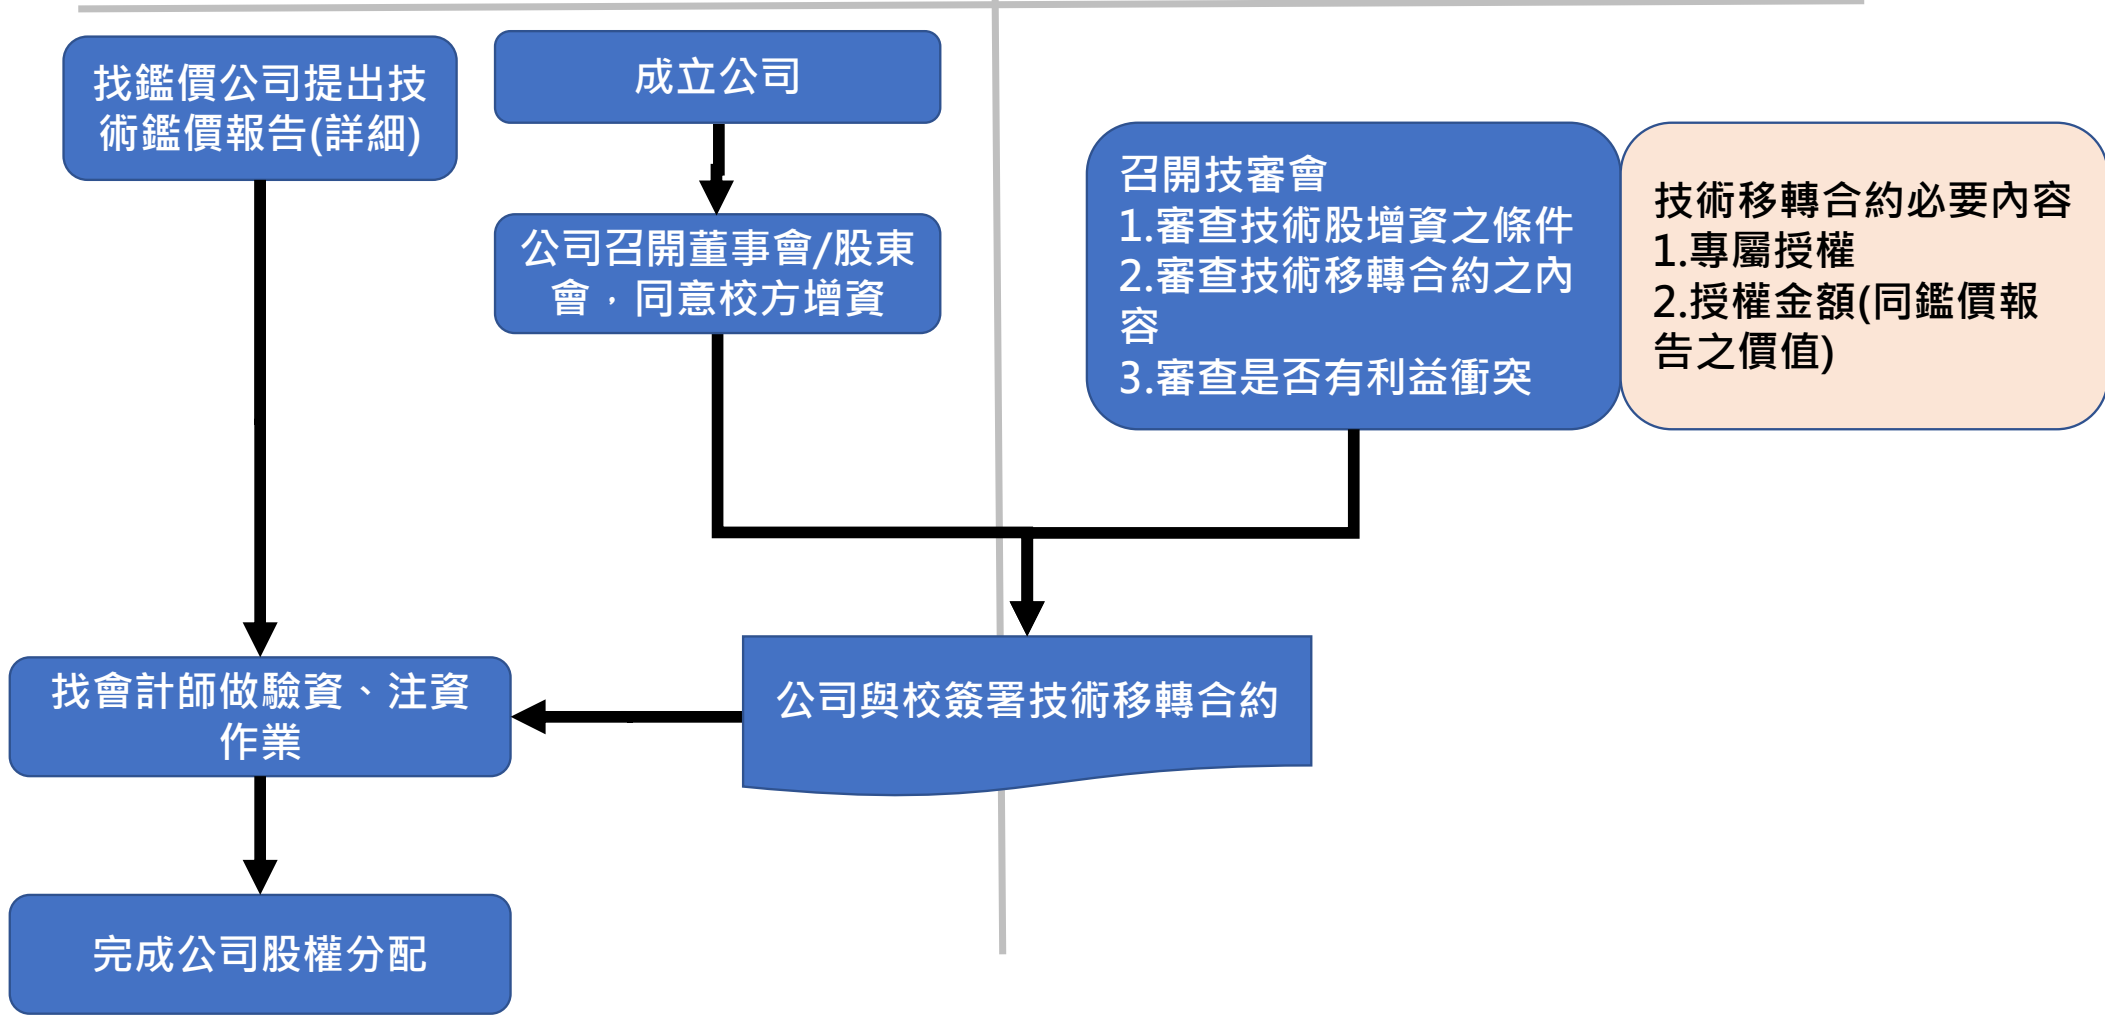 找鑑價公司提出技
術鑑價報告(詳細)
成立公司
公司召開董事會/股東
會，同意校方增資
召開技審會
1.審查技術股增資之條件
2.審查技術移轉合約之內
容
3.審查是否有利益衝突
技術移轉合約必要內容
1.專屬授權
2.授權金額(同鑑價報
告之價值)
公司與校簽署技術移轉合約
找會計師做驗資、注資
作業
完成公司股權分配